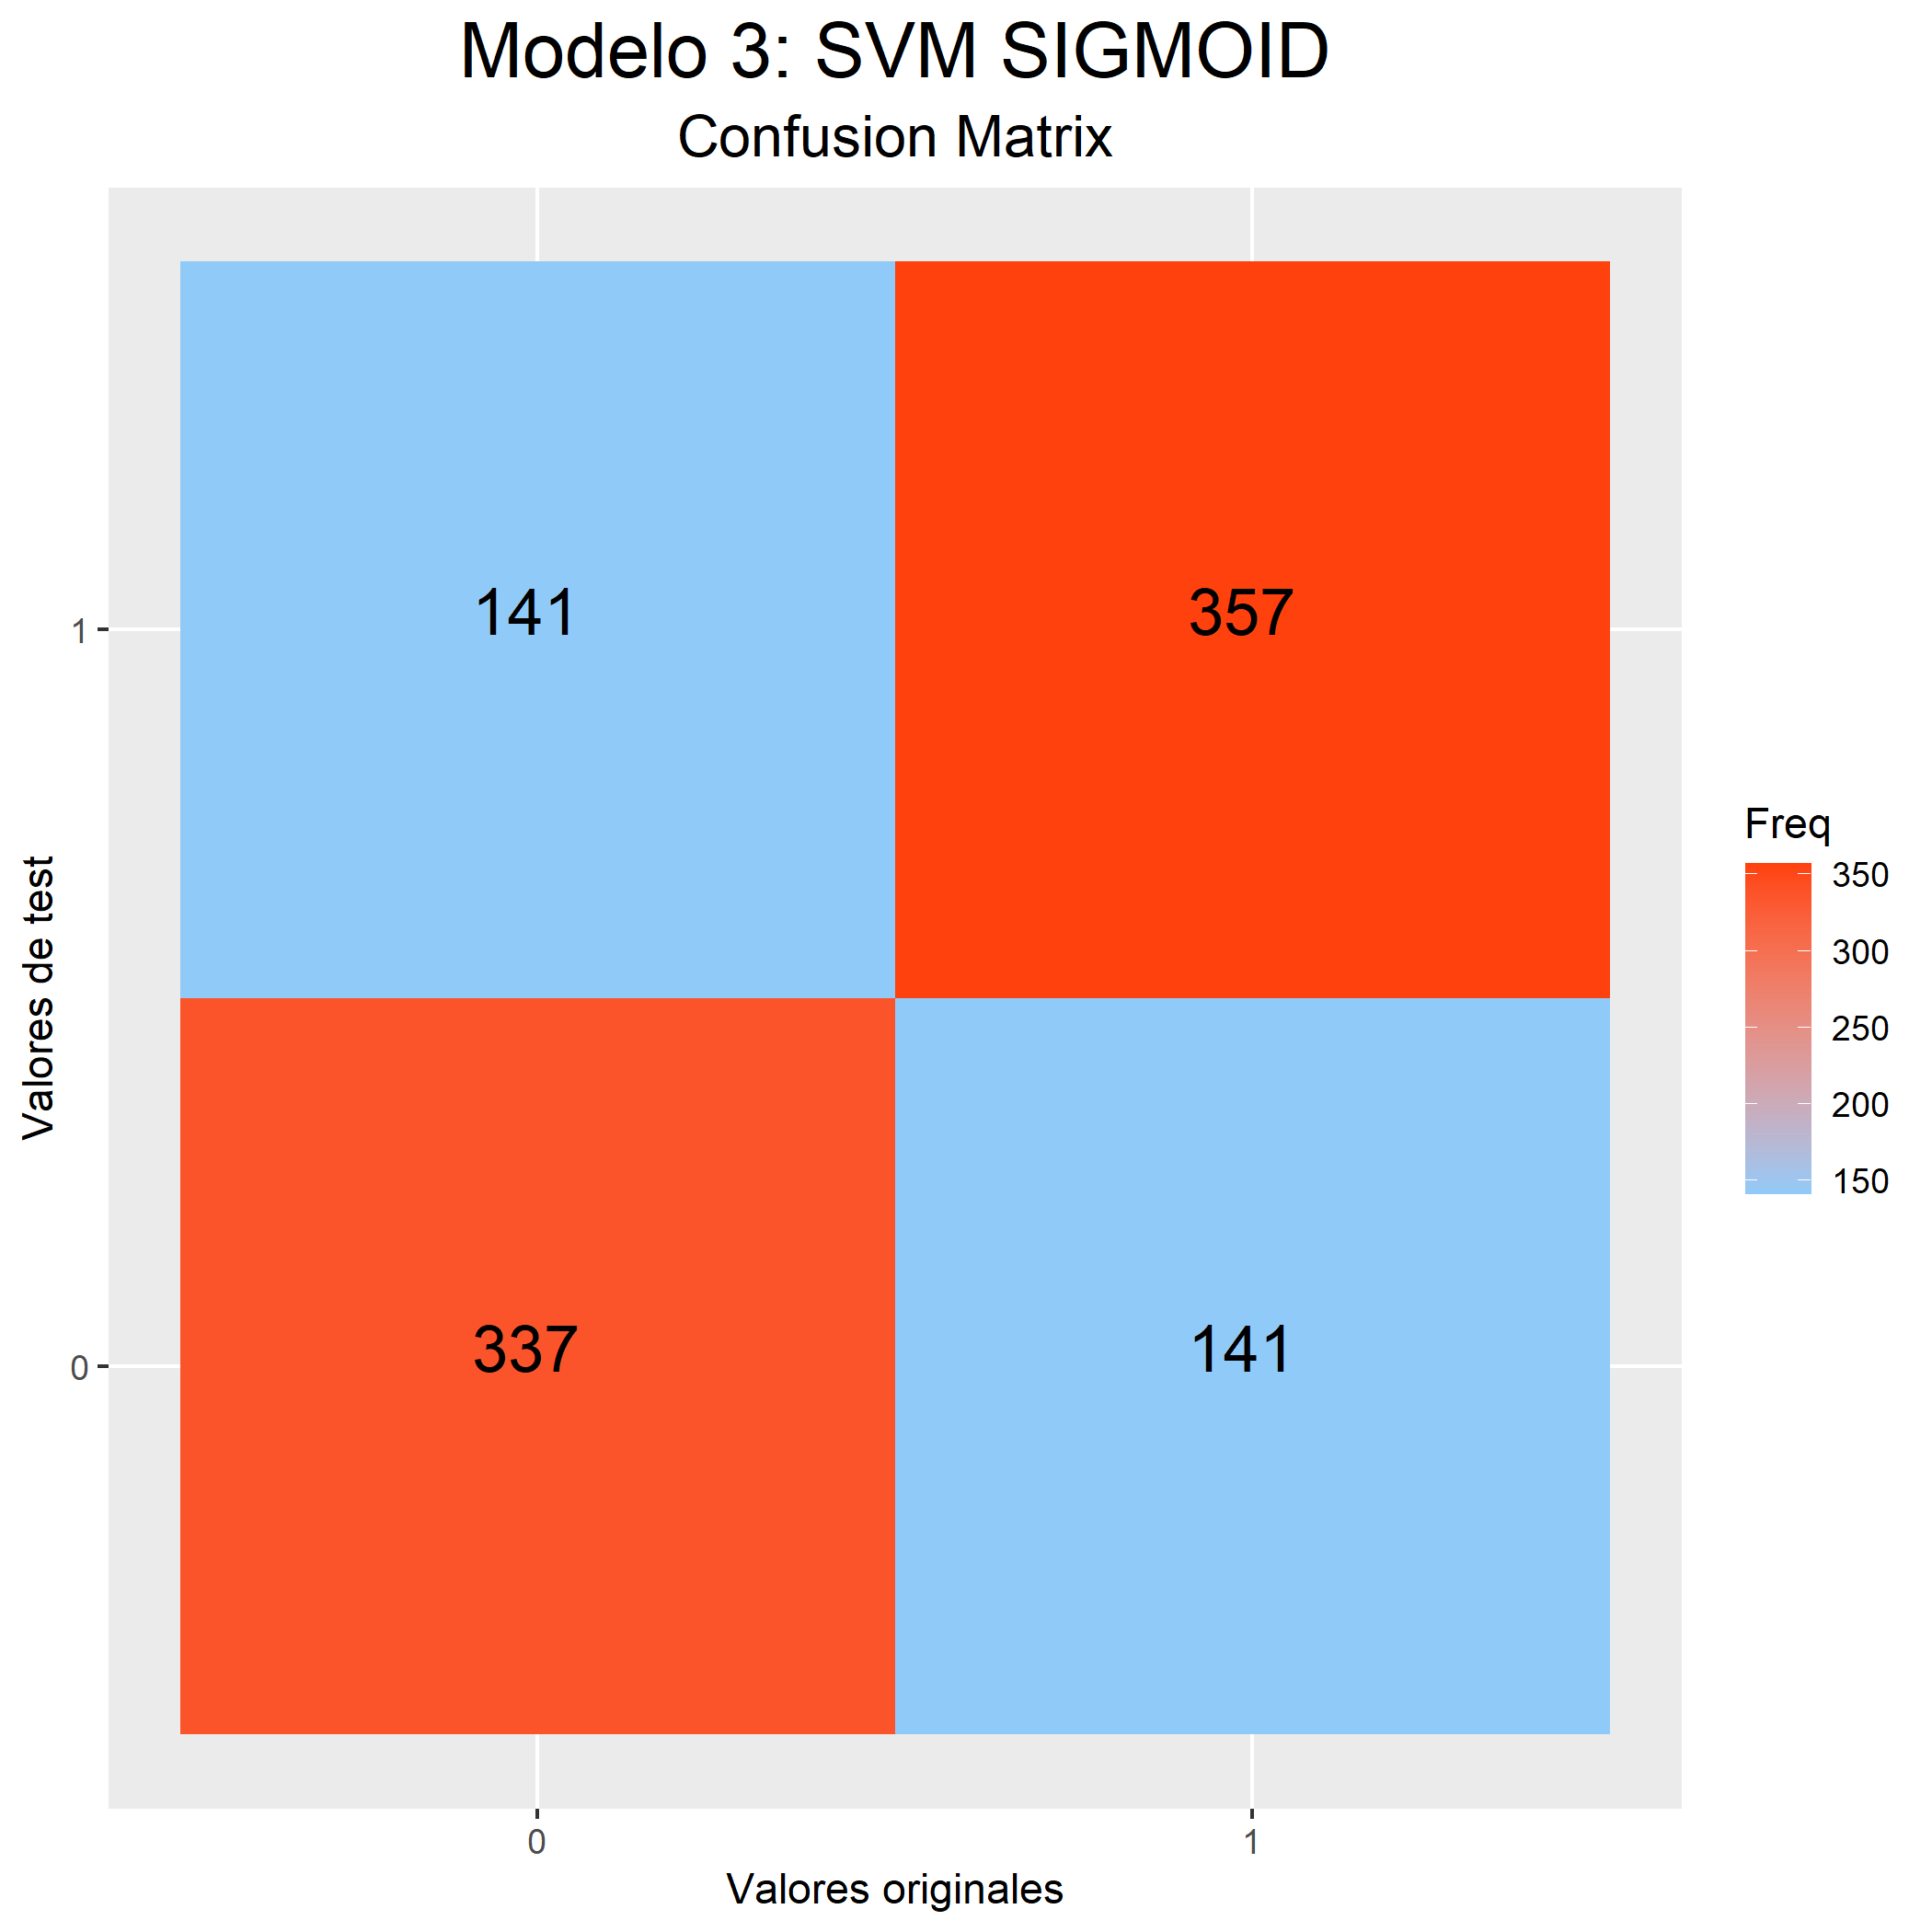 Modelo 3: SVM SIGMOID
Confusion Matrix
Valores de test
1
0
141
357
337
141
0
1
Valores originales
Freq
350
300
250
200
150